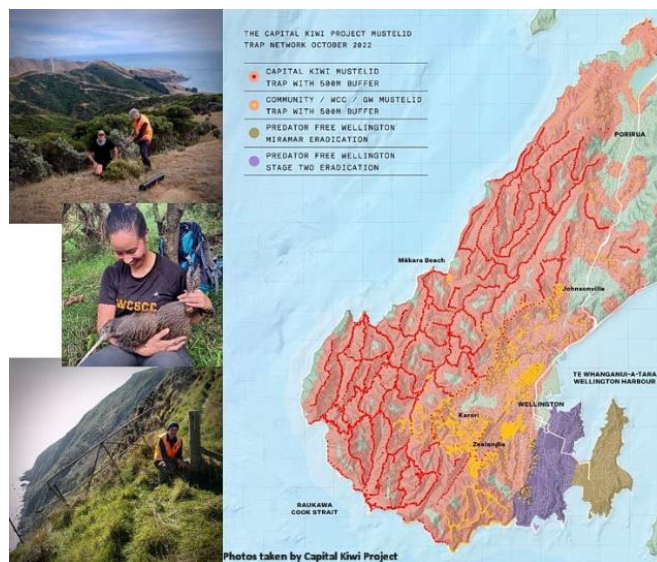 THE CAPITAL KIWI PROJECT MUSTELID
TRAP NETWORK OCTOBER 2022
CAPITAL KIWI MUSTELID
TRAP WITH 500M BUFFER
COMMUNITY / WCC / GW MUSTELID
TRAP WITH 500M BUFFER
PREDATOR FREE WELLINGTON
MIRAMAR ERADICATION
PREDATOR FREE WELLINGTON
STAGE TWO ERADICATION
PORIRUA
Mākara Beach
Johnsonville
TE WHANGANUI-A-TARA
WELLINGTON HARBOUR
WELLINGTON
Karori
Zealandia
RAUKAWA
COOK STRAIT
WCSCC
Photos taken by Capital Kiwi Project